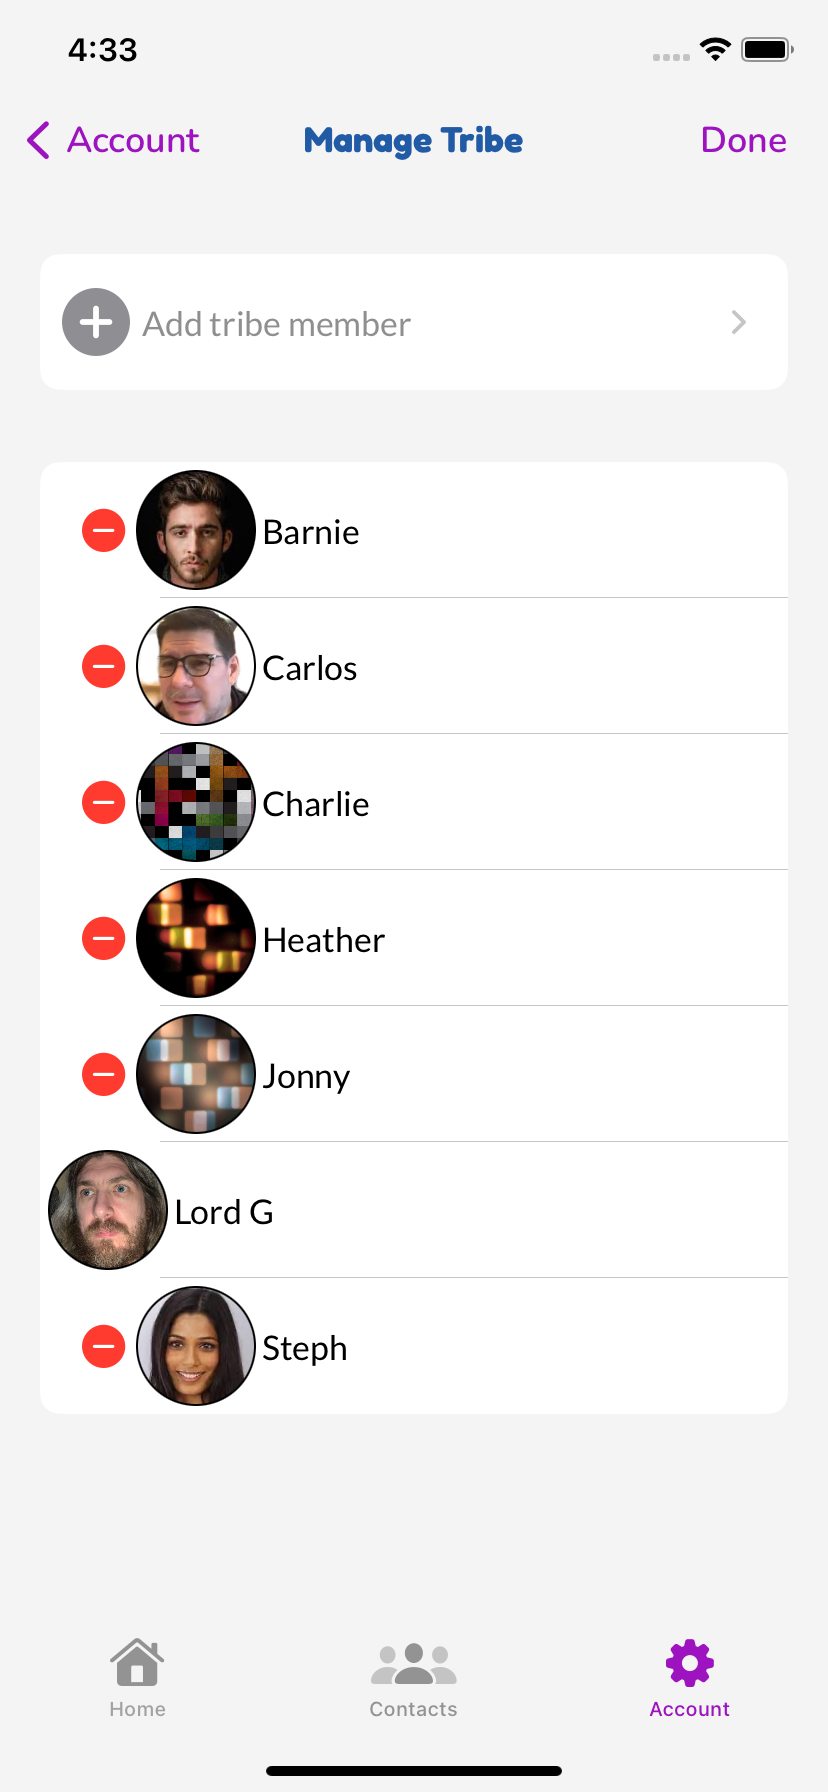 4:33
Account
Manage Tribe
Done
Add tribe member
Barnie
Carlos
Charlie
Heather
Jonny
Lord G
Steph
Home
Contacts
Account